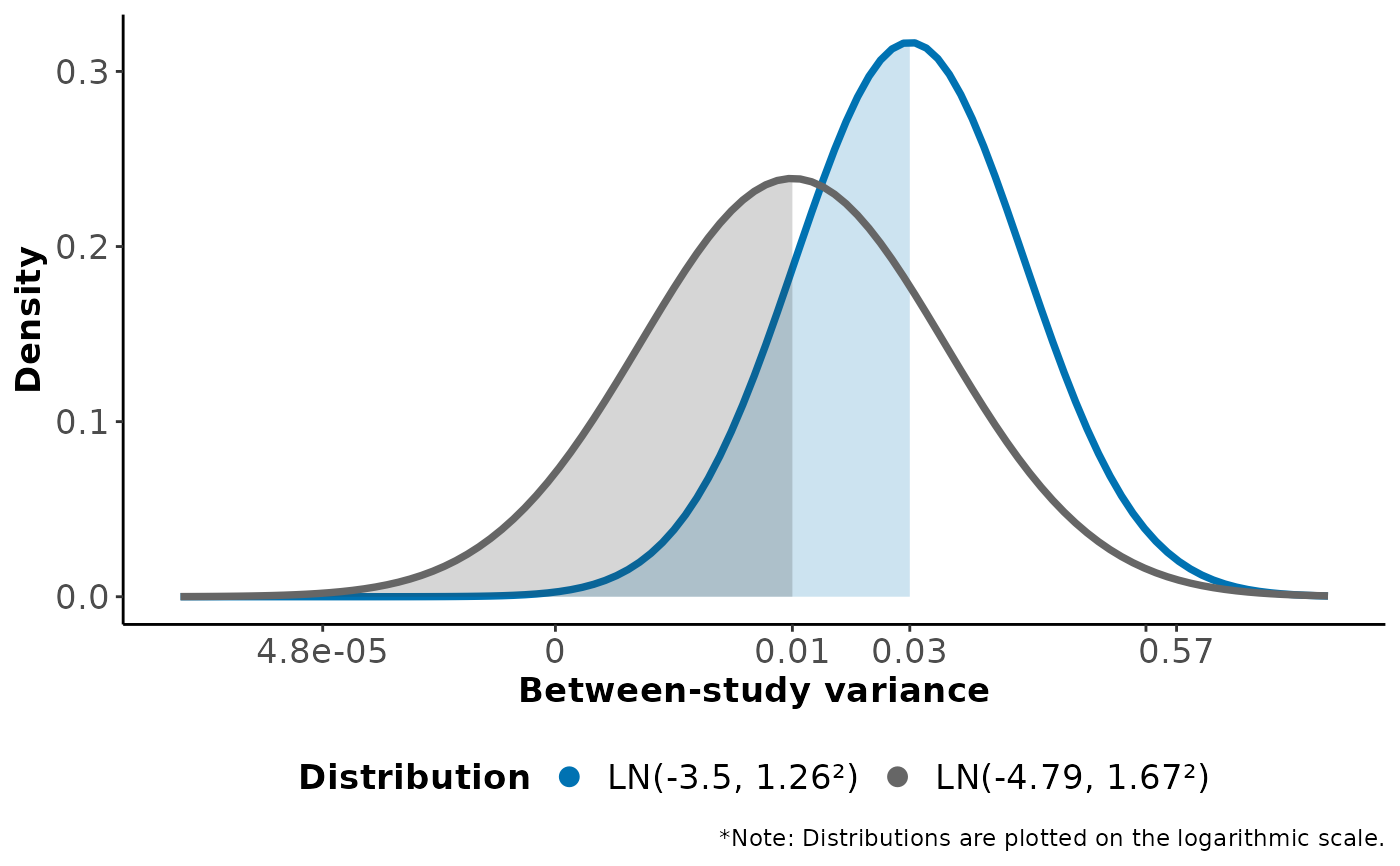 0.3
0.2
0.1
0.0
Density
4.8e-05 0 0.01 0.03 0.57
Between-study variance
Distribution LN(-3.5, 1.26²) LN(-4.79, 1.67²)
*Note: Distributions are plotted on the logarithmic scale.